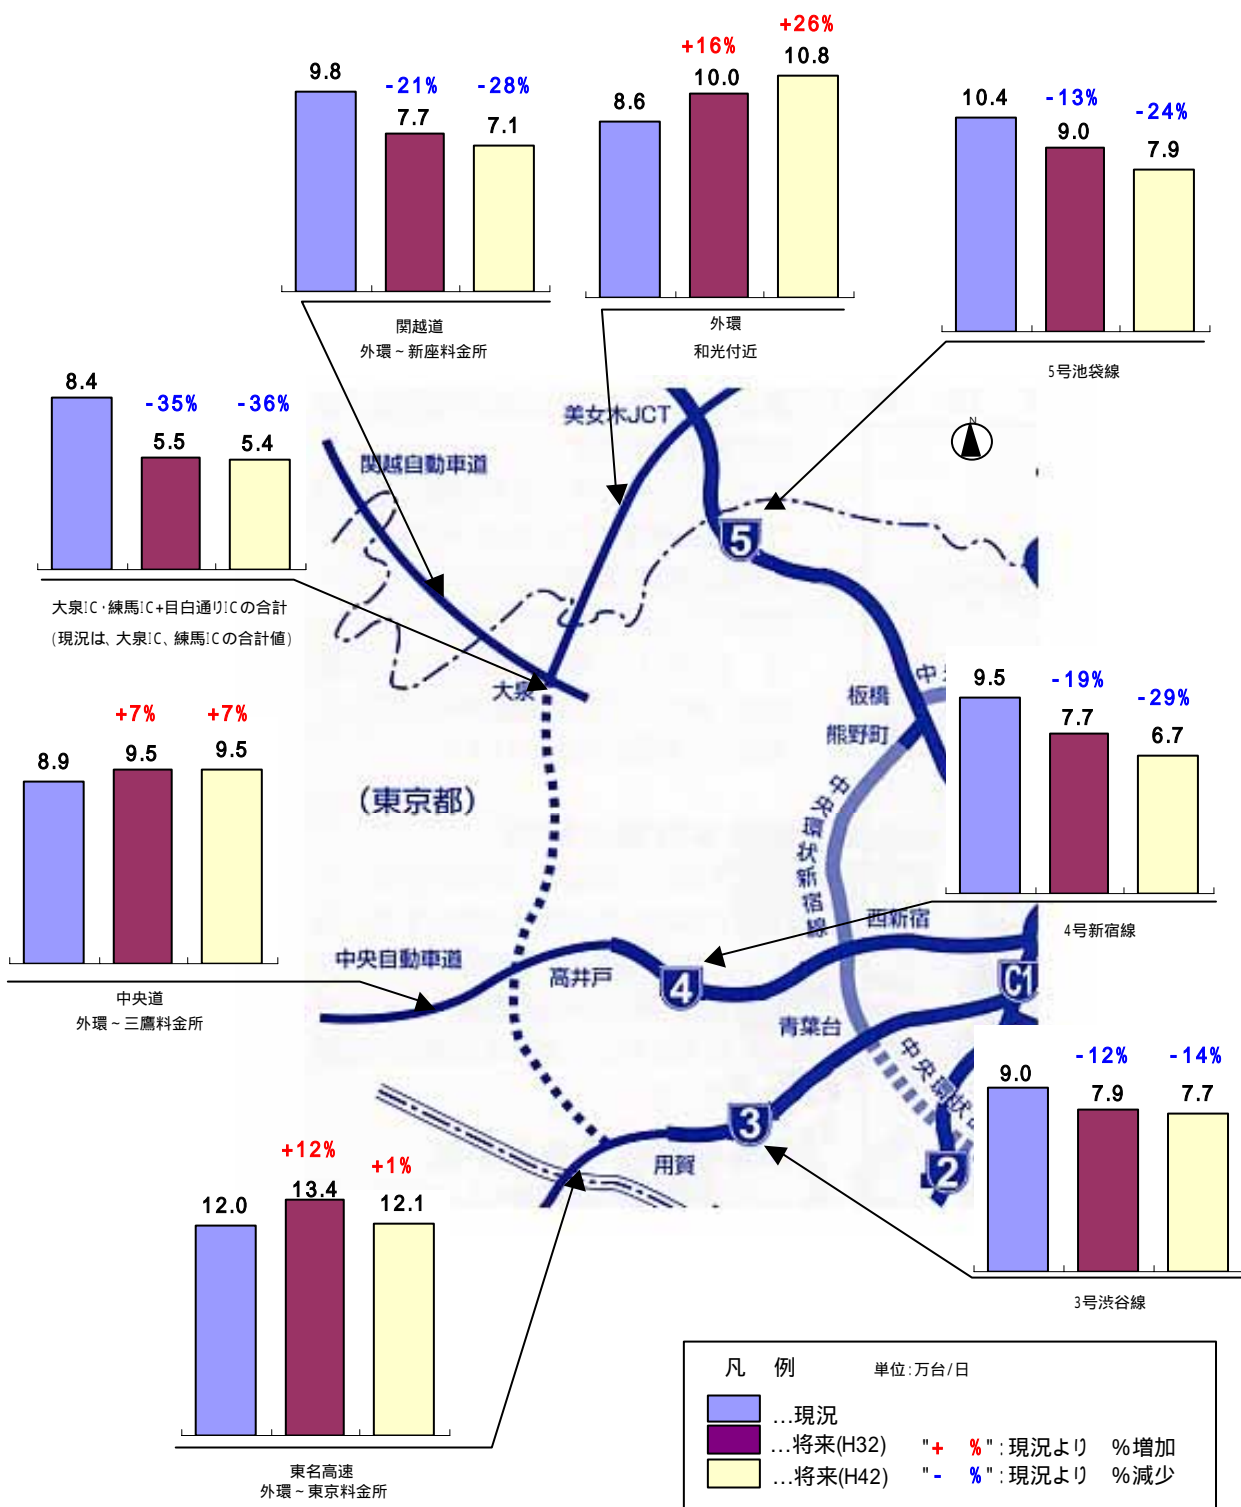 9.8
-21%
7.7
-28%
7.1
関越道
外環~新座料金所
8.6
+16%
10.0
+26%
10.8
外環
和光付近
10.4
-13%
9.0
-24%
7.9
5号池袋線
8.4
-35%
5.5
-36%
5.4
大泉IC・練馬IC+目白通りICの合計
(現況は、大泉IC、練馬ICの合計値)
美女木JCT
関越自動車道
N
5
大泉
板橋
熊野町
中央
9.5
-19%
7.7
-29%
6.7
4号新宿線
8.9
+7%
9.5
+7%
9.5
中央道
外環~三鷹料金所
(東京都)
中央環状新宿線
西新宿
中央自動車道
高井戸
4
C1
青葉台
中央環状
3
用賀
2
9.0
-12%
7.9
-14%
7.7
3号渋谷線
12.0
+12%
13.4
+1%
12.1
東名高速
外環~東京料金所
凡 例 単位:万台/日
…現況
…将来(H32) "+ %":現況より %増加
…将来(H42) "- %":現況より %減少